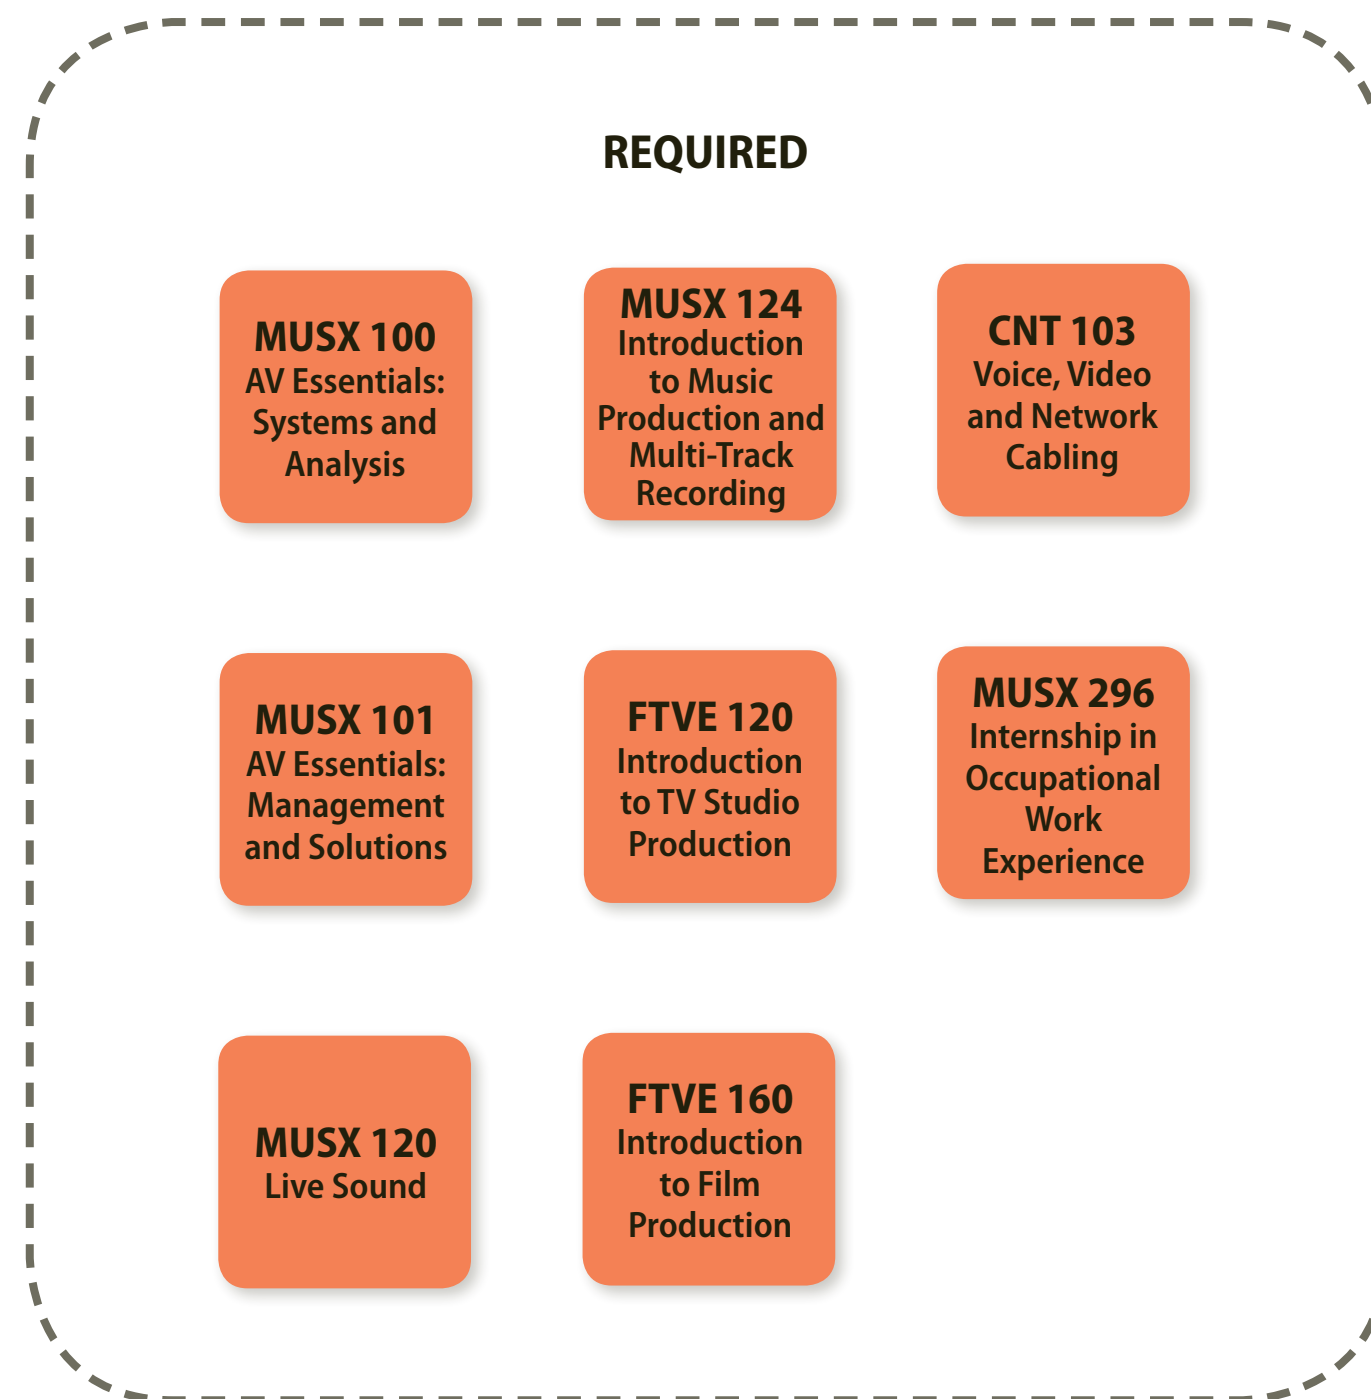 REQUIRED
MUSX 100
AV Essentials:
Systems and
Analysis
MUSX 124
Introduction
to Music
Production and
Multi-Track
Recording
CNT 103
Voice, Video
and Network
Cabling
MUSX 101
AV Essentials:
Management
and Solutions
FTVE 120
Introduction
to TV Studio
Production
MUSX 296
Internship in
Occupational
Work
Experience
MUSX 120
Live Sound
FTVE 160
Introduction
to Film
Production